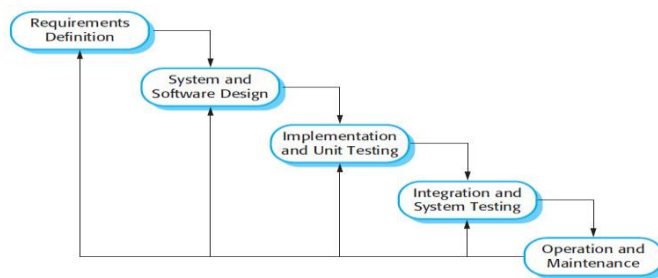 Requirements
Definition
System and
Software Design
Implementation
and Unit Testing
Integration and
System Testing
Operation and
Maintenance